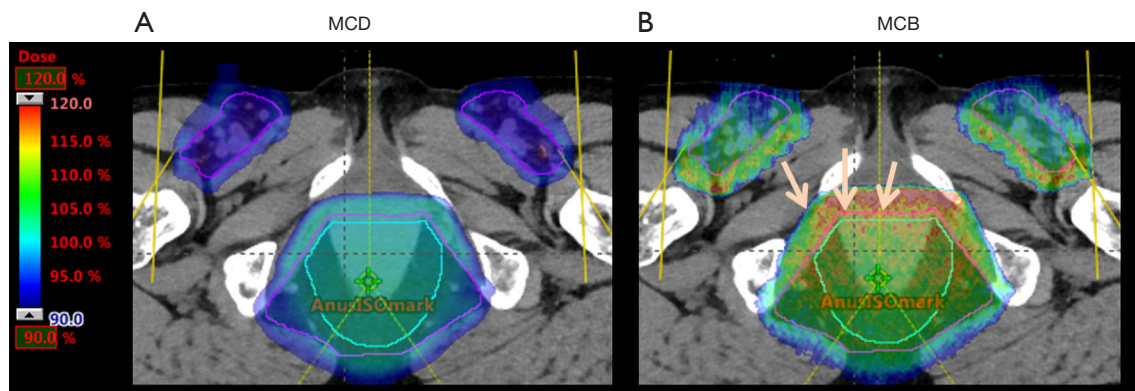 A
MCD
B
MCB
Dose
120.0 %
120.0
115.0 %
110.0 %
105.0 %
100.0 %
95.0 %
90.0
90.0 %
AnusISOmark
AnusISOmark